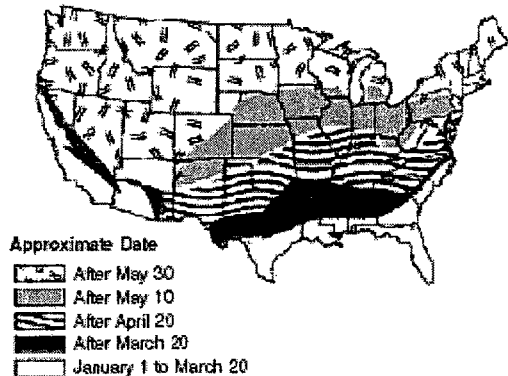 Approximate Date
After May 30
After May 10
After April 20
After March 20
January 1 to March 20